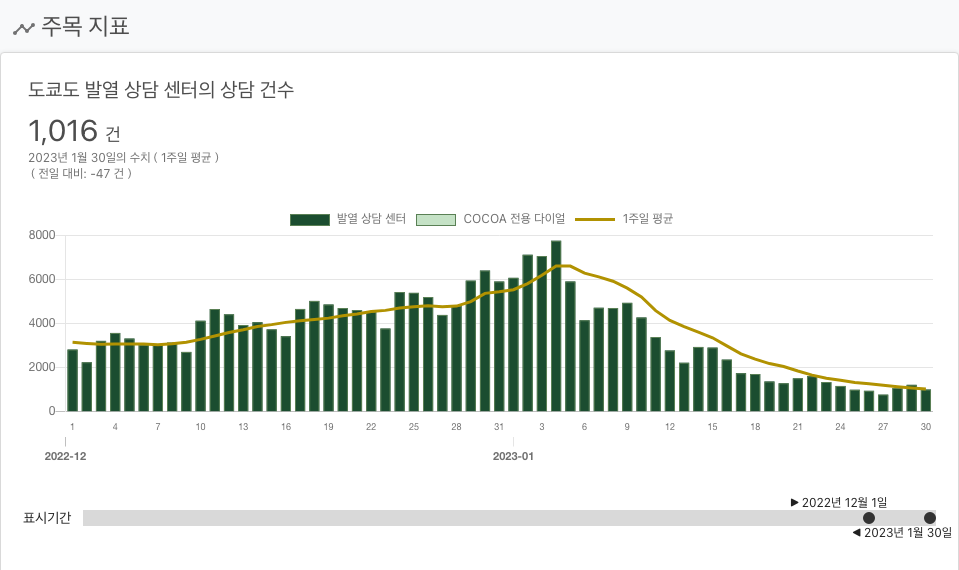 주목 지표
도쿄도 발열 상담 센터의 상담 건수
1,016 건
2023년 1월 30일의 수치 ( 1주일 평균 )
( 전일 대비: -47 건 )
발열 상담 센터 COCOA 전용 다이얼 1주일 평균
8000
6000
4000
2000
0
1 4 7 10 13 16 19 22 25 28 31 3 6 9 12 15 18 21 24 27 30
2022-12 2023-01
▶ 2022년 12월 1일
표시기간
◀ 2023년 1월 30일